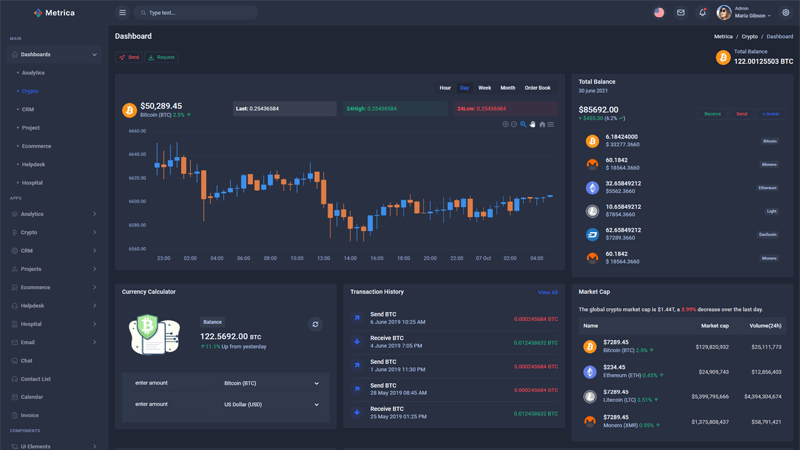 Metrica
Type text...
Admin
Maria Gibson
MAIN
Dashboards
Analytics
Crypto
CRM
Project
Ecommerce
Helpdesk
Hospital
APPS
Analytics
Crypto
CRM
Projects
Ecommerce
Helpdesk
Hospital
Email
Chat
Contact List
Calendar
Invoice
COMPONENTS
UI Elements
Dashboard
Metrica / Crypto / Dashboard
Send
Request
Total Balance
122.00125503 BTC
Hour Day Week Month Order Book
$50,289.45
Bitcoin (BTC) 2.5%
Last: 0.25436584
24High: 0.25436584
24Low: 0.25436584
6660.00
6640.00
6620.00
6600.00
6580.00
6560.00
23:00 02:00 04:00 06:00 08:00 10:00 12:00 14:00 16:00 18:00 20:00 22:00 07 Oct 02:00 04:00
Total Balance
30 june 2021
$85692.00
+ $455.00 (6.2% )
Receive
Send
+ Invest
6.18424000
$ 33277.3660
Bitcoin
60.1842
$ 18564.3660
Monero
32.65849212
$5562.3660
Ethereum
10.65849212
$7854.3660
Light
62.65849212
$7289.3660
Dashcoin
60.1842
$ 18564.3660
Monero
Currency Calculator
Balance
122.5692.00 BTC
11.1% Up from yesterday
enter amount Bitcoin (BTC)
enter amount US Dollar (USD)
Transaction History
View All
Send BTC
6 June 2019 10:25 AM
0.000245684 BTC
Receive BTC
4 June 2019 7:05 PM
0.012458632 BTC
Send BTC
1 June 2019 11:30 PM
0.000245684 BTC
Send BTC
28 May 2019 08:45 AM
0.000245684 BTC
Receive BTC
25 May 2019 01:25 PM
0.012458632 BTC
Market Cap
The global crypto market cap is $1.44T, a 3.99% decrease over the last day.
Name Market cap Volume(24h)
$7289.45
Bitcoin (BTC) 2.5%
$129,820,932 $25,111,773
$234.45
Ethereum (ETH) 0.45%
$24,909,743 $12,856,403
$7289.45
Litecoin (LTC) 3.51%
$5,399,795,666 $4,394,304,674
$7289.45
Monero (XMR)
$1,375,808,437 $58,791,421